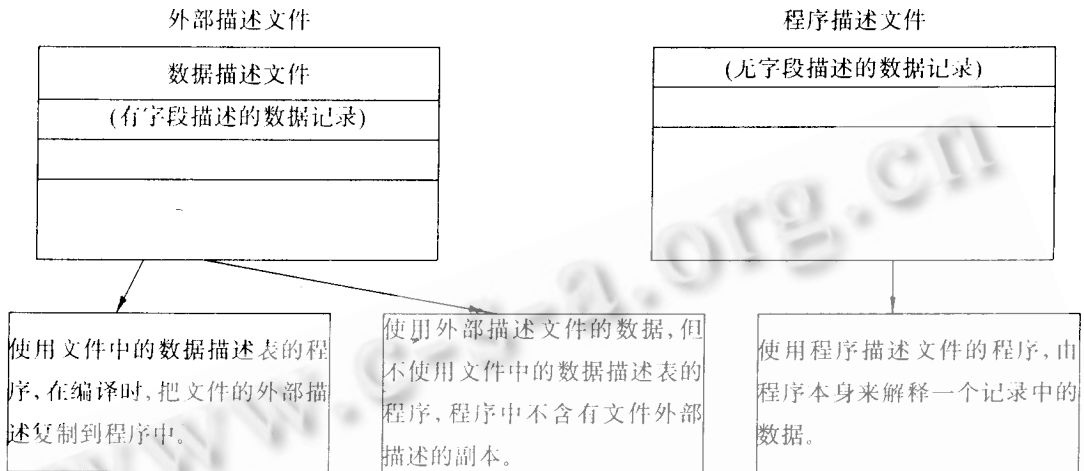 外部描述文件
程序描述文件
数据描述文件
(有字段描述的数据记录)
(无字段描述的数据记录)
使用文件中的数据描述表的程
序,在编译时,把文件的外部描
述复制到程序中。
使用外部描述文件的数据,但
不使用文件中的数据描述表的
程序,程序中不含有文件外部
描述的副本。
使用程序描述文件的程序,由
程序本身来解释一个记录中的
数据。
www.c-s-a.org.cn